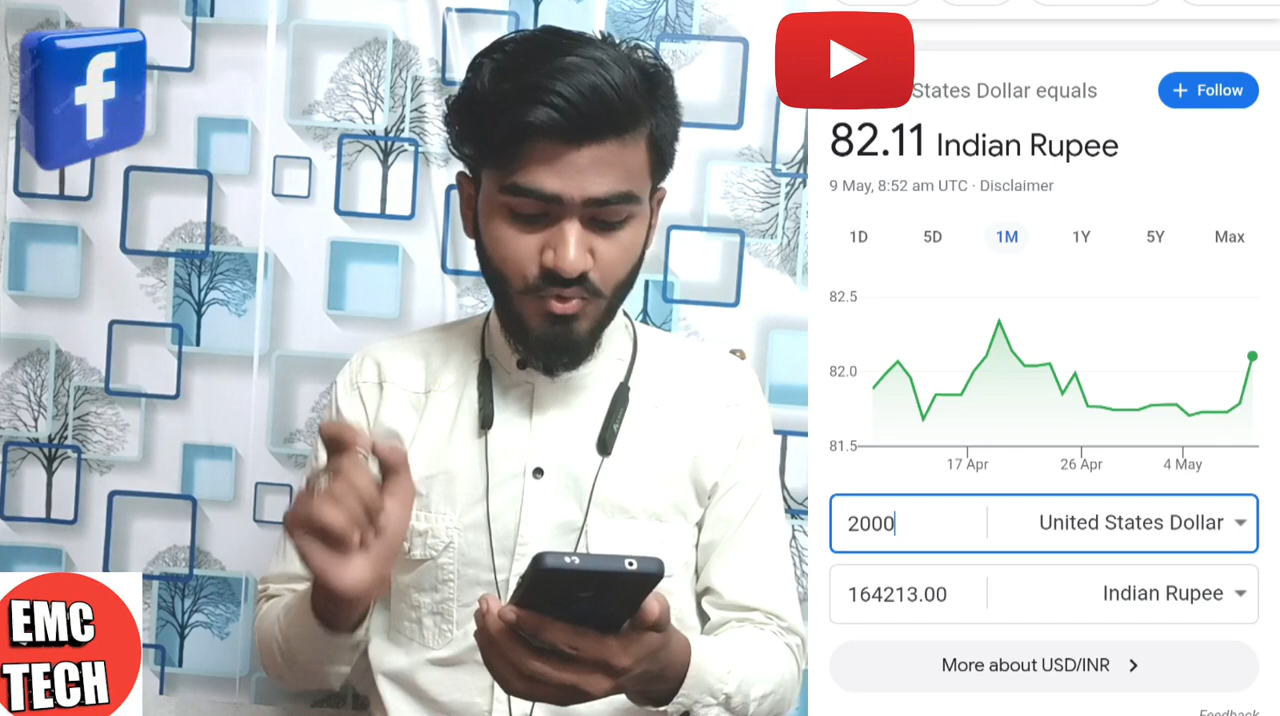 f
EMC
TECH
States Dollar equals
+ Follow
82.11 Indian Rupee
9 May, 8:52 am UTC · Disclaimer
1D 5D 1M 1Y 5Y Max
82.5
82.0
81.5
17 Apr 26 Apr 4 May
2000 United States Dollar
164213.00 Indian Rupee
More about USD/INR
Feedback